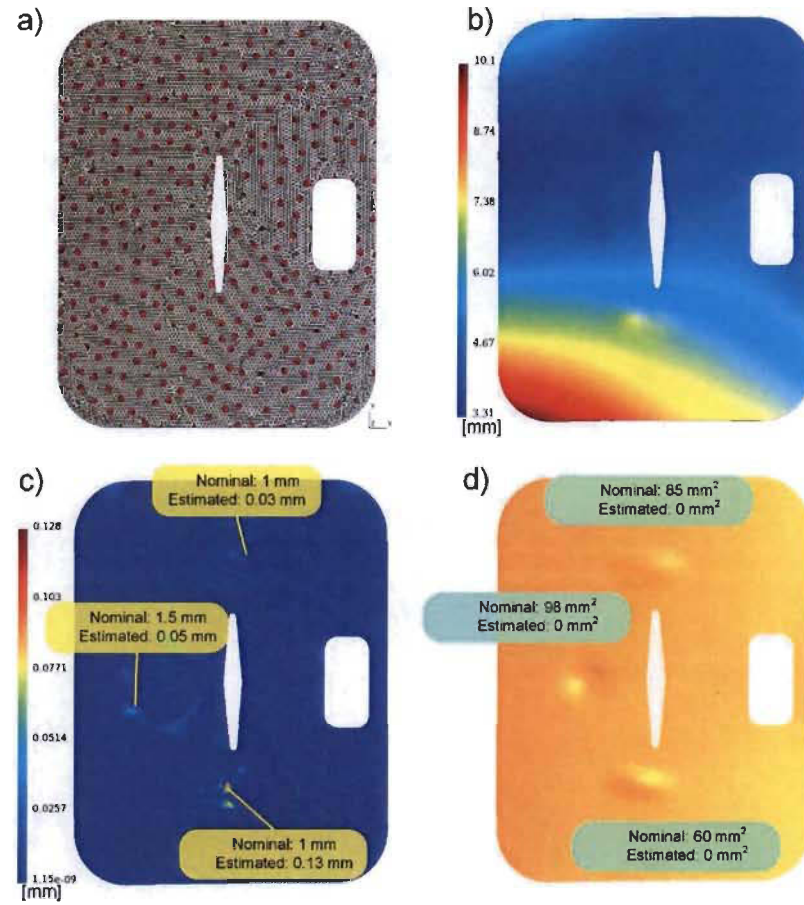 a)
b)
10.1
8.74
7.38
6.02
4.67
3.31
[mm]
c)
Nominal: 1 mm
Estimated: 0.03 mm
0.128
0.103
0.0771
0.0514
0.0257
1.15e-09
[mm]
Nominal: 1.5 mm
Estimated: 0.05 mm
Nominal: 1 mm
Estimated: 0.13 mm
d)
Nominal: 85 mm²
Estimated: 0 mm²
Nominal: 98 mm²
Estimated: 0 mm²
Nominal: 60 mm²
Estimated: 0 mm²